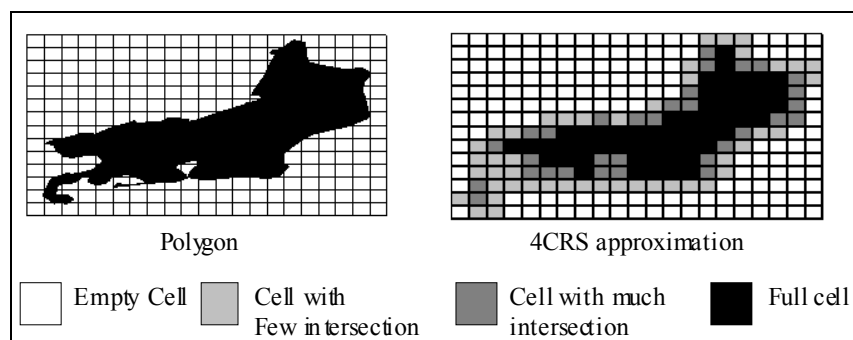 Polygon
4CRS approximation
Empty Cell
Cell with
Few intersection
Cell with much
intersection
Full cell